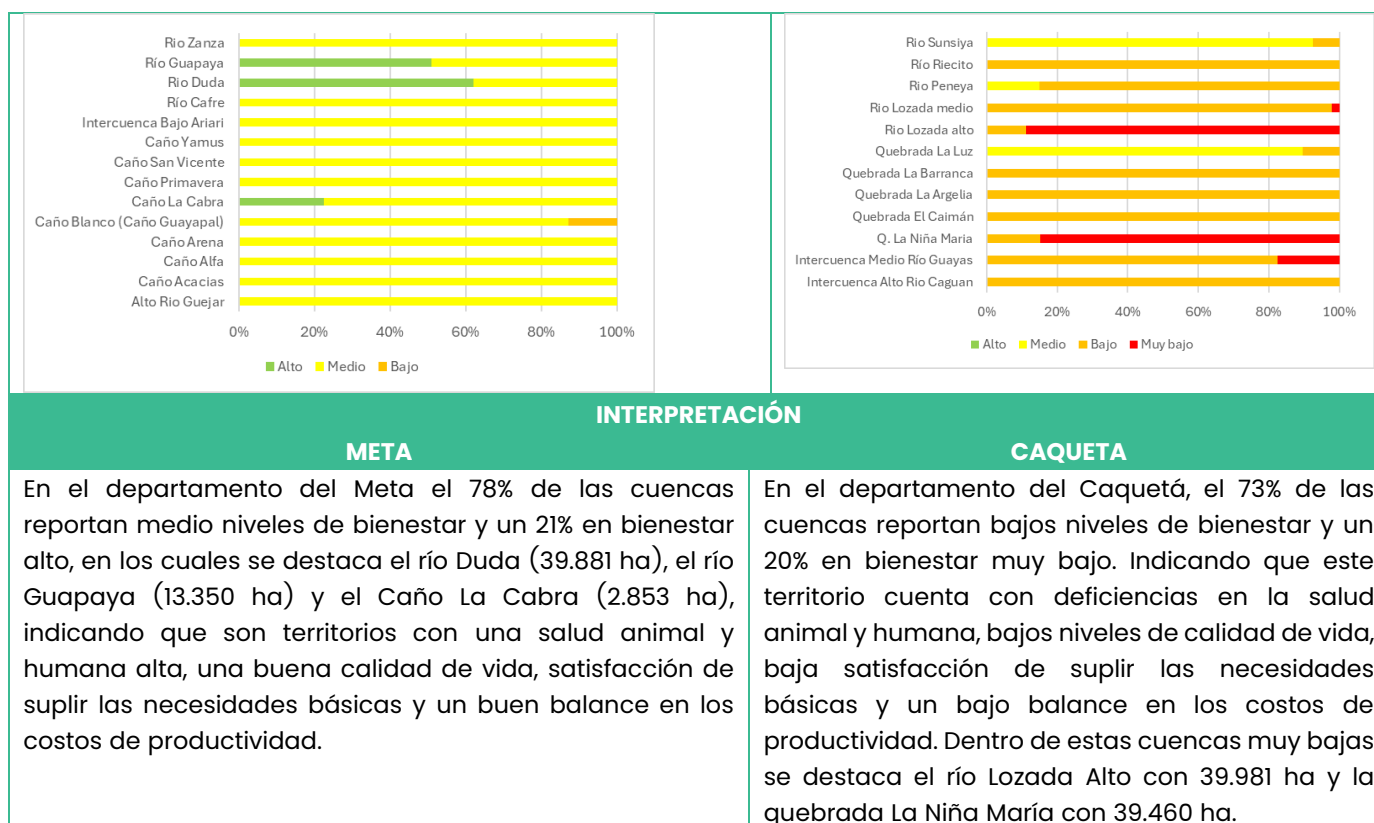 Rio Zanza
Río Guapaya
Rio Duda
Río Cafre
Intercuenca Bajo Ariari
Caño Yamus
Caño San Vicente
Caño Primavera
Caño La Cabra
Caño Blanco (Caño Guayapal)
Caño Arena
Caño Alfa
Caño Acacias
Alto Rio Guejar
0% 20% 40% 60% 80% 100%
Alto Medio Bajo
Rio Sunsiya
Río Riecito
Rio Peneya
Rio Lozada medio
Rio Lozada alto
Quebrada La Luz
Quebrada La Barranca
Quebrada La Argelia
Quebrada El Caimán
Q. La Niña Maria
Intercuenca Medio Río Guayas
Intercuenca Alto Rio Caguan
0% 20% 40% 60% 80% 100%
Alto Medio Bajo Muy bajo
INTERPRETACIÓN
META
En el departamento del Meta el 78% de las cuencas
reportan medio niveles de bienestar y un 21% en bienestar
alto, en los cuales se destaca el río Duda (39.881 ha), el río
Guapaya (13.350 ha) y el Caño La Cabra (2.853 ha),
indicando que son territorios con una salud animal y
humana alta, una buena calidad de vida, satisfacción de
suplir las necesidades básicas y un buen balance en los
costos de productividad.
CAQUETA
En el departamento del Caquetá, el 73% de las
cuencas reportan bajos niveles de bienestar y un
20% en bienestar muy bajo. Indicando que este
territorio cuenta con deficiencias en la salud
animal y humana, bajos niveles de calidad de vida,
baja satisfacción de suplir las necesidades
básicas y un bajo balance en los costos de
productividad. Dentro de estas cuencas muy bajas
se destaca el río Lozada Alto con 39.981 ha y la
quebrada La Niña María con 39.460 ha.